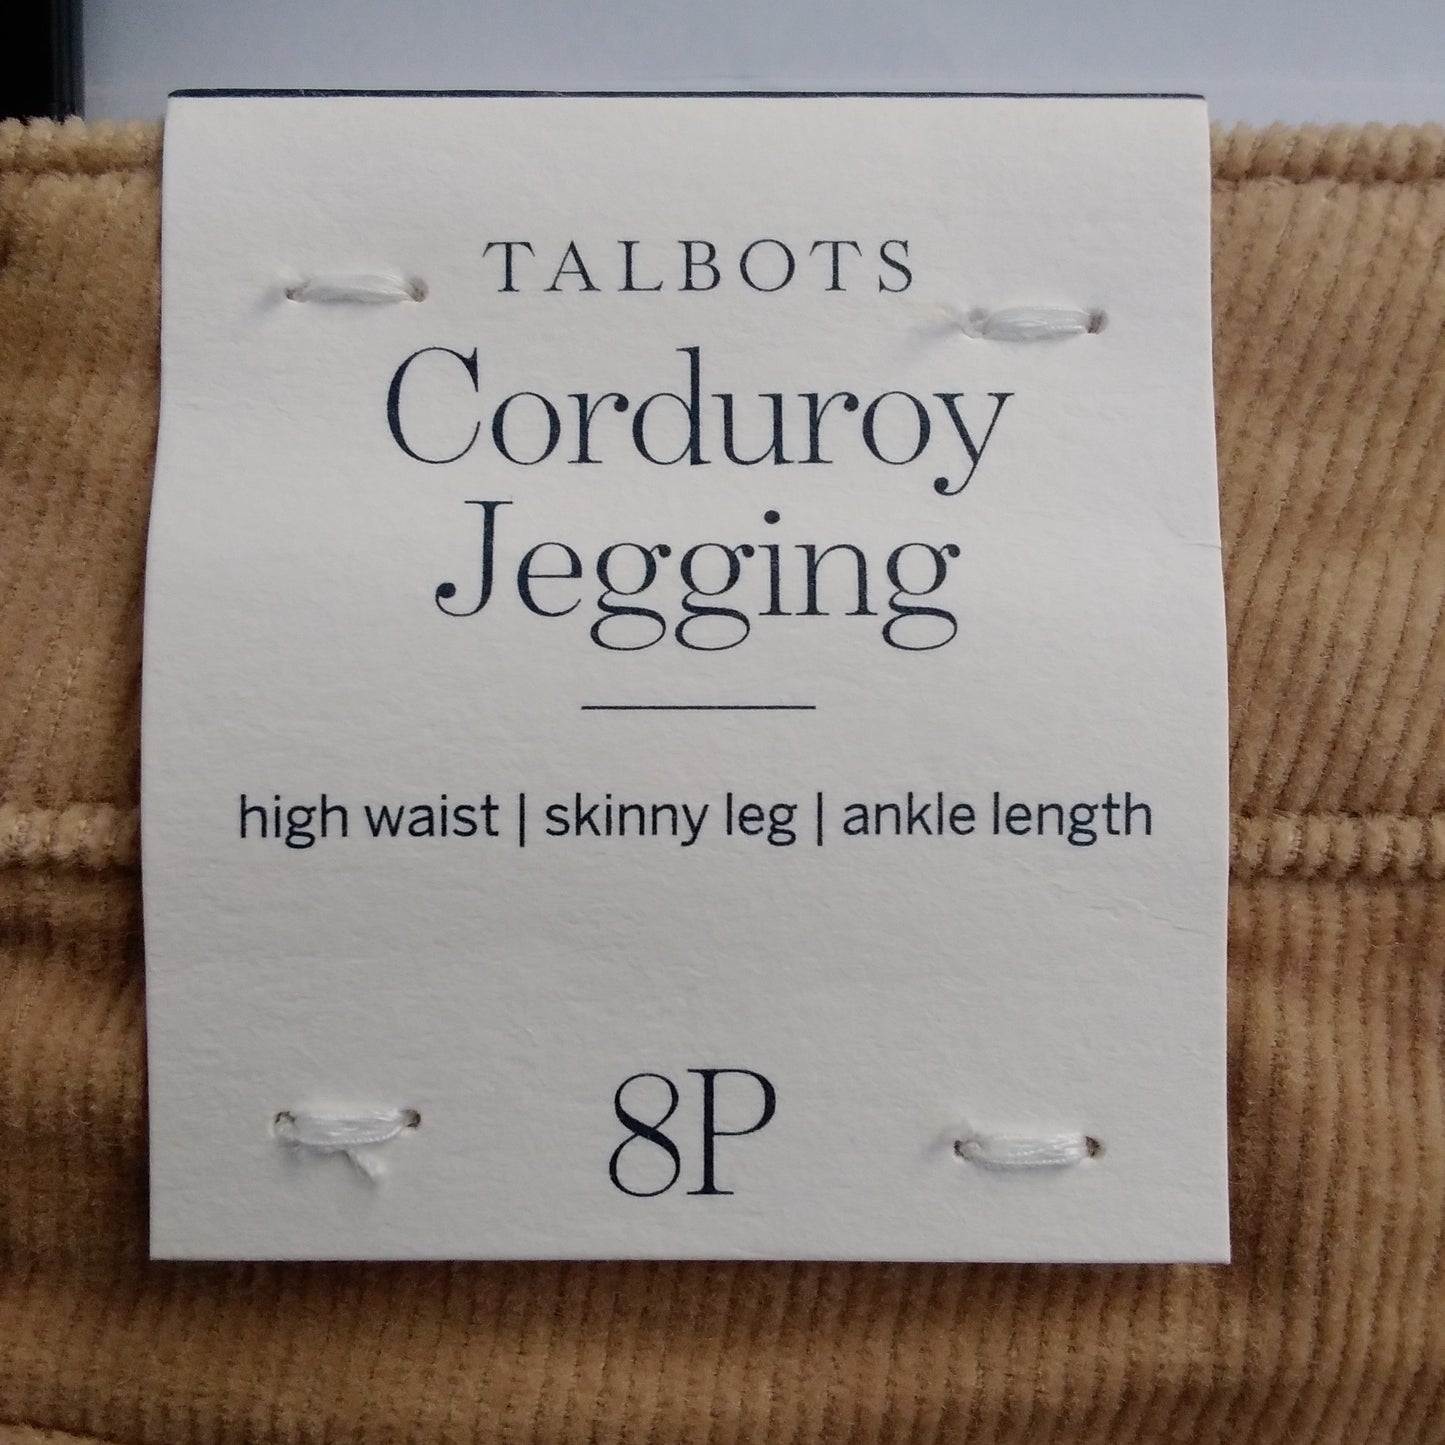 TALBOTS
Corduroy
Jegging
high waist | skinny leg | ankle length
8P